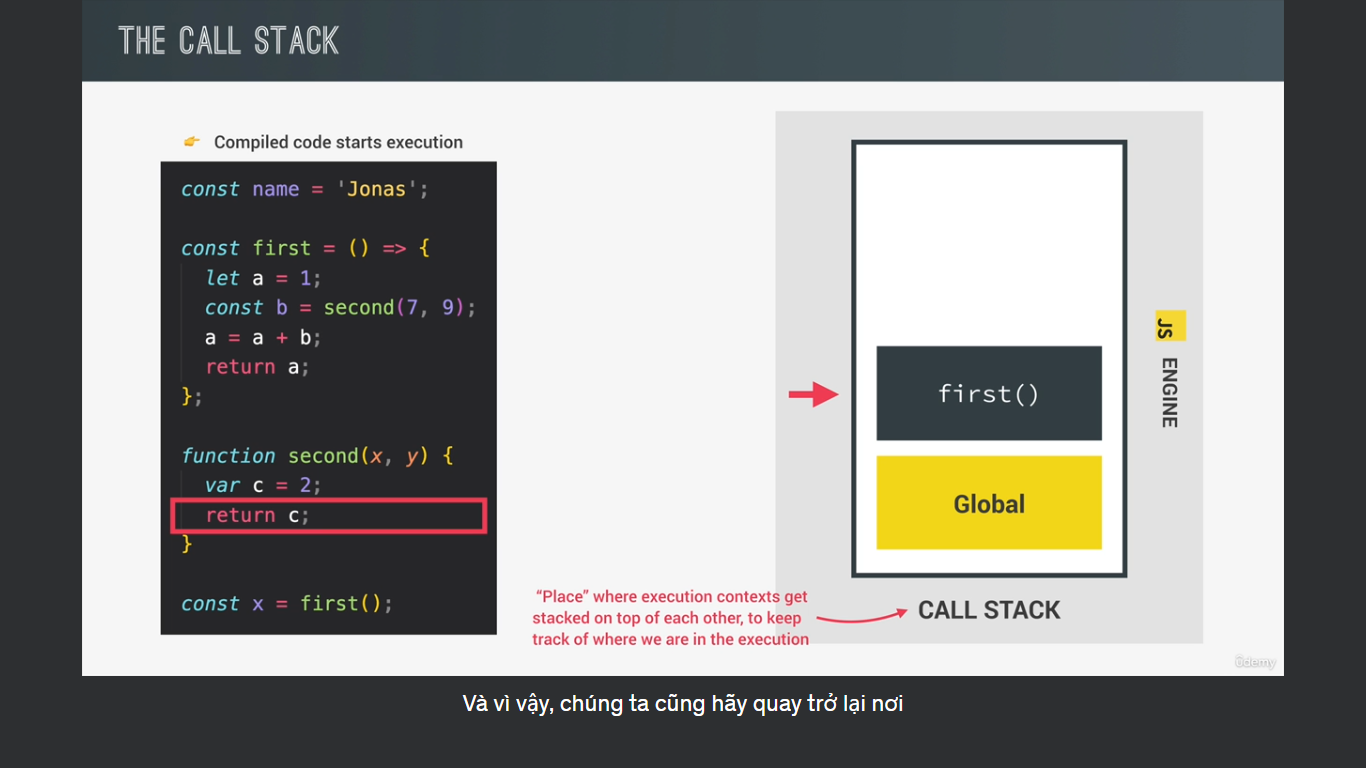 THE CALL STACK
👉 Compiled code starts execution
const name = 'Jonas';
const first = () => {
let a = 1;
const b = second(7, 9);
a = a + b;
return a;
};
function second(x, y) {
var c = 2;
return c;
}
const x = first();
first()
Global
JS ENGINE
CALL STACK
“Place” where execution contexts get
stacked on top of each other, to keep
track of where we are in the execution
Udemy
Và vì vậy, chúng ta cũng hãy quay trở lại nơi